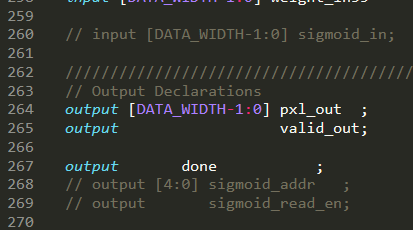 input [DATA_WIDTH-1:0] weight_in99
259
260 // input [DATA_WIDTH-1:0] sigmoid_in;
261
262 //////////////////////////////////////
263 // Output Declarations
264 output [DATA_WIDTH-1:0] pxl_out ;
265 output valid_out;
266
267 output done ;
268 // output [4:0] sigmoid_addr ;
269 // output sigmoid_read_en;
270